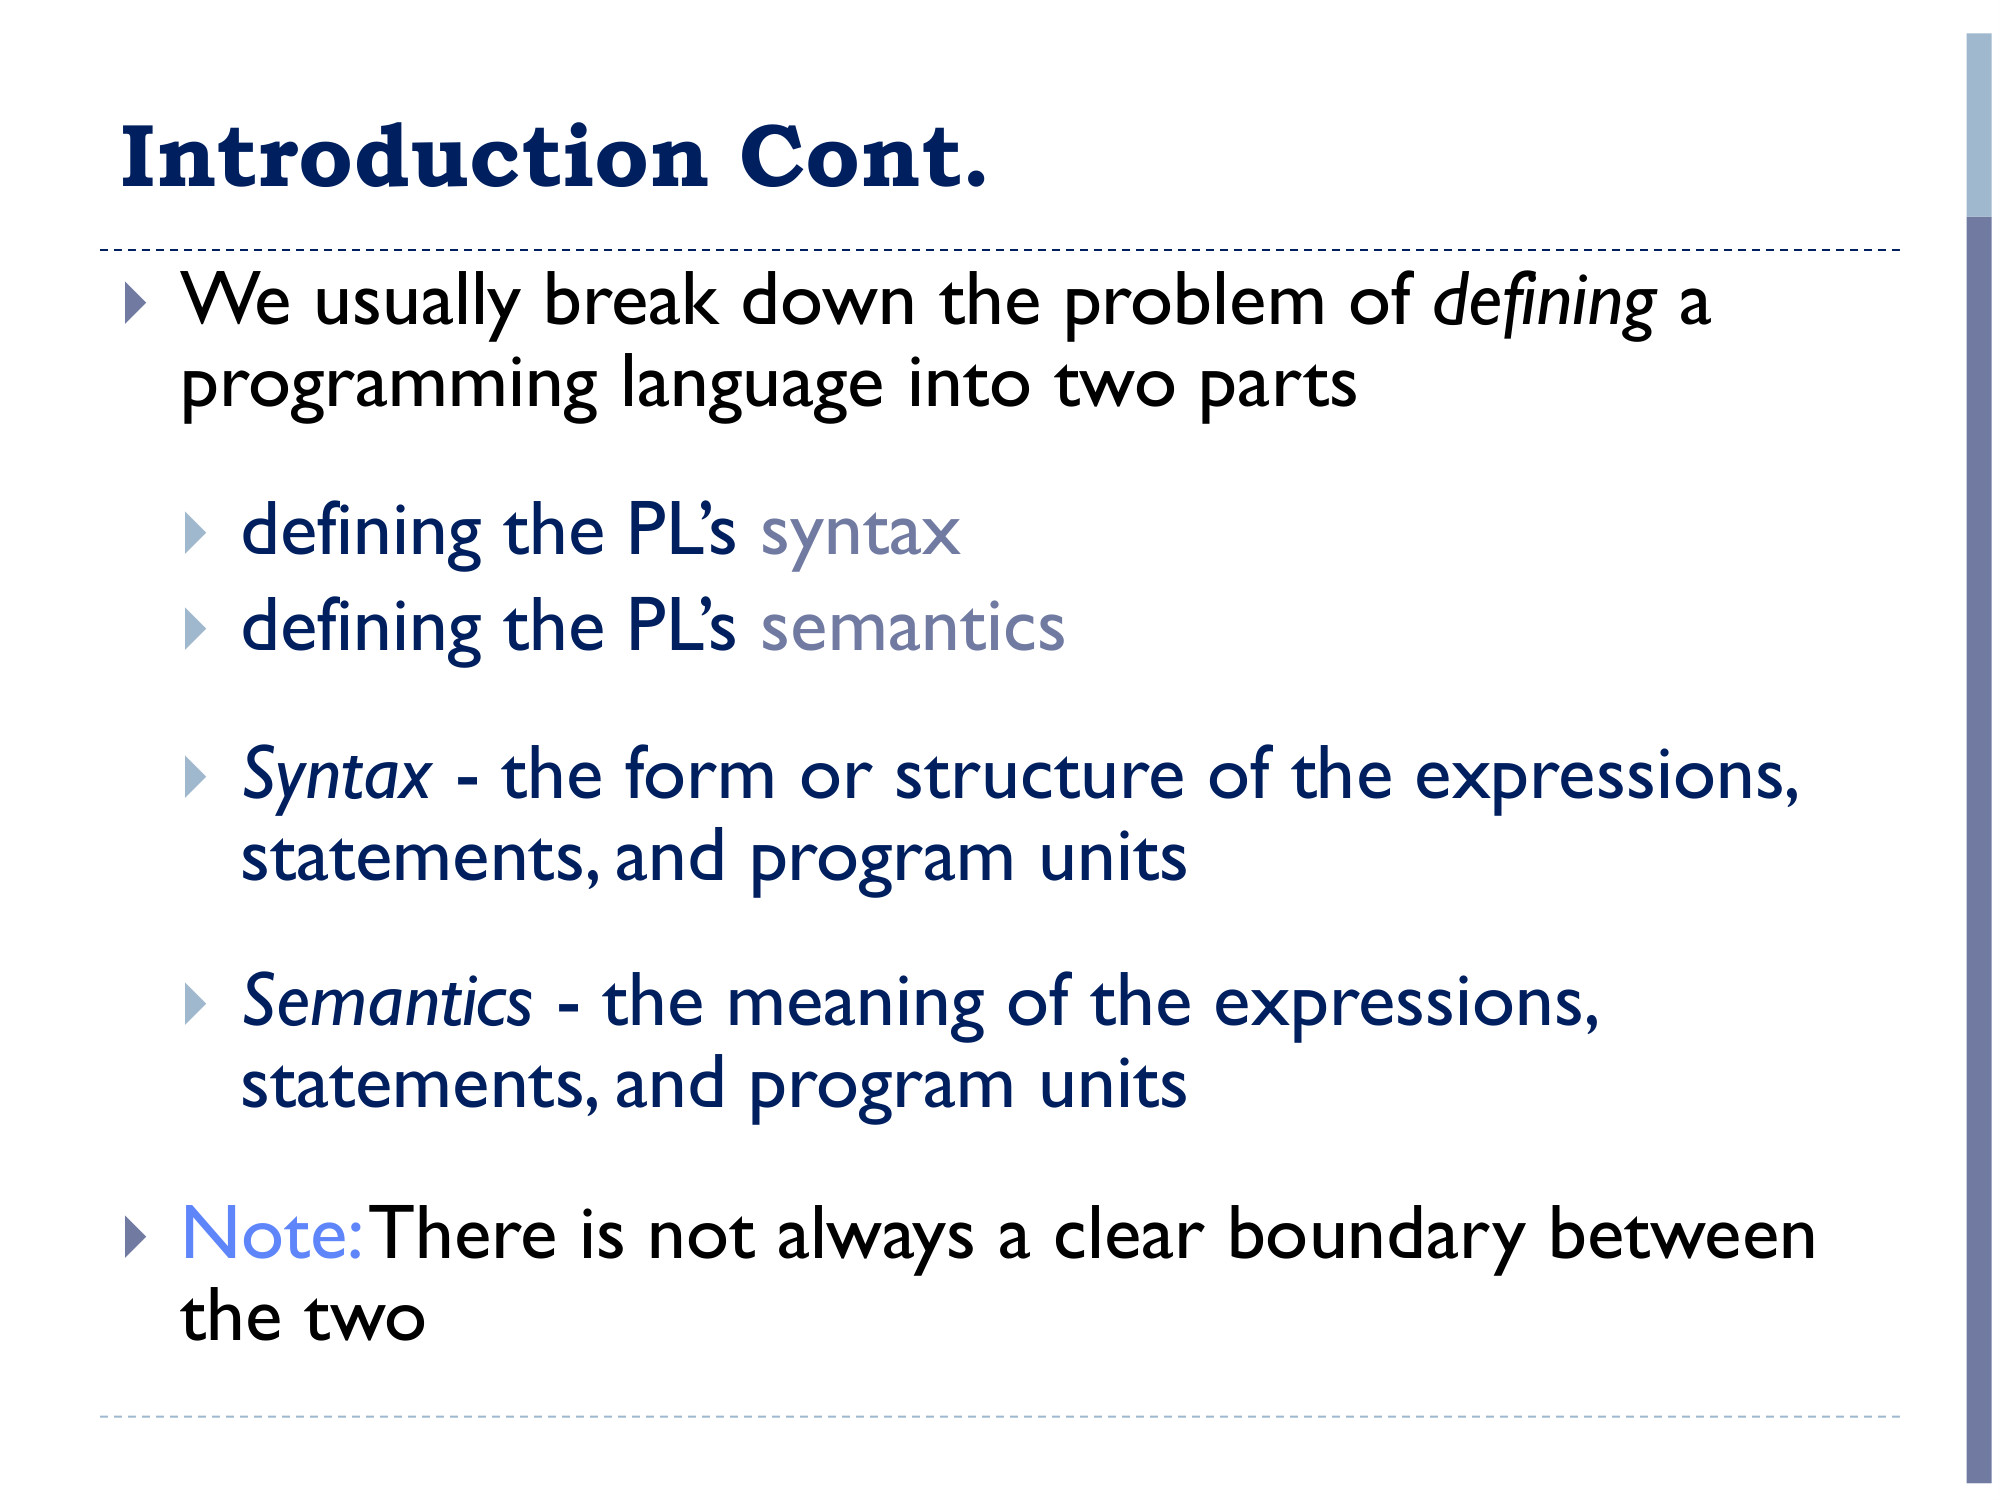 Introduction Cont.
We usually break down the problem of defining a
programming language into two parts
defining the PL’s syntax
defining the PL’s semantics
Syntax - the form or structure of the expressions,
statements, and program units
Semantics - the meaning of the expressions,
statements, and program units
Note: There is not always a clear boundary between
the two